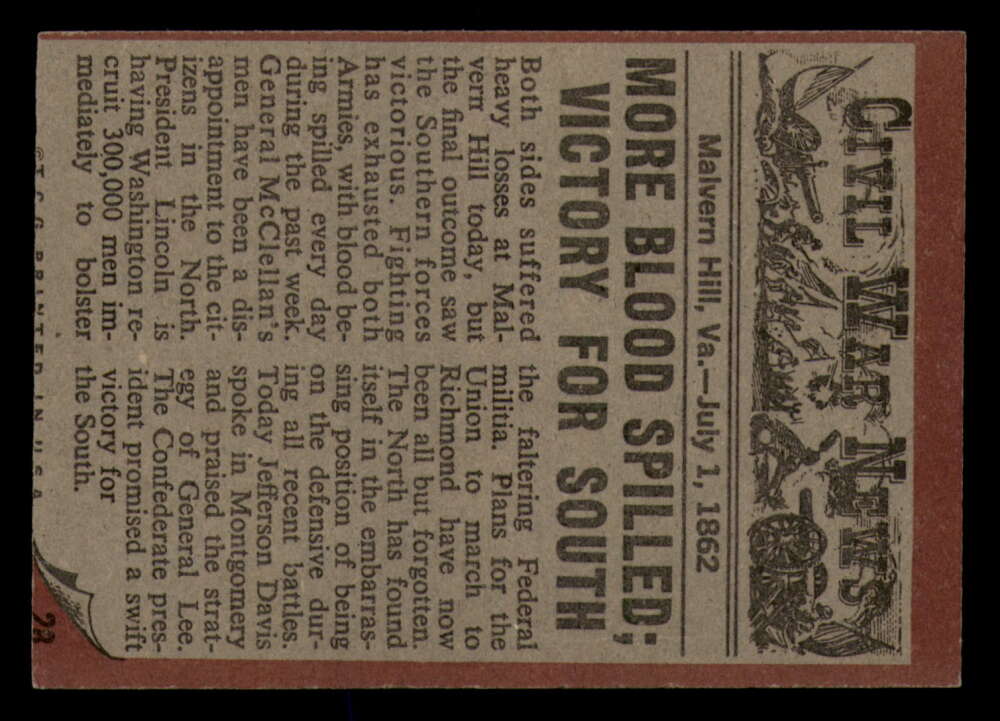 CIVIL WAR NEWS
Malvern Hill, Va.—July 1, 1862
MORE BLOOD SPILLED;
VICTORY FOR SOUTH
Both sides suffered
heavy losses at Mal-
vern Hill today, but
the final outcome saw
the Southern forces
victorious. Fighting
has exhausted both
Armies, with blood be-
ing spilled every day
during the past week.
General McClellan's
men have been a dis-
appointment to the cit-
izens in the North.
President Lincoln is
having Washington re-
cruit 300,000 men im-
mediately to bolster
the faltering Federal
militia. Plans for the
Union to march to
Richmond have now
been all but forgotten.
The North has found
itself in the embarras-
sing position of being
on the defensive dur-
ing all recent battles.
Today Jefferson Davis
spoke in Montgomery
and praised the strat-
egy of General Lee.
The Confederate pres-
ident promised a swift
victory for
the South.
©T.C.G. PRINTED IN U.S.A.
28